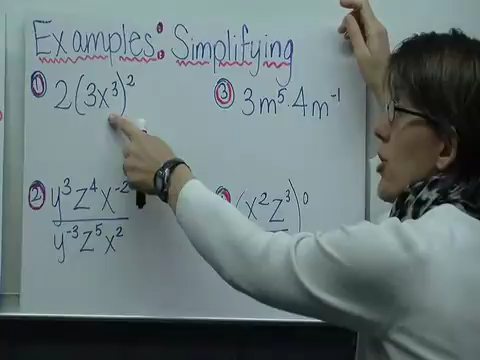 Examples: Simplifying
① 2(3x³)²
③ 3m⁵·4m⁻¹
② y³z⁴x⁻² / y⁻³z⁵x²
(x²z³)⁰